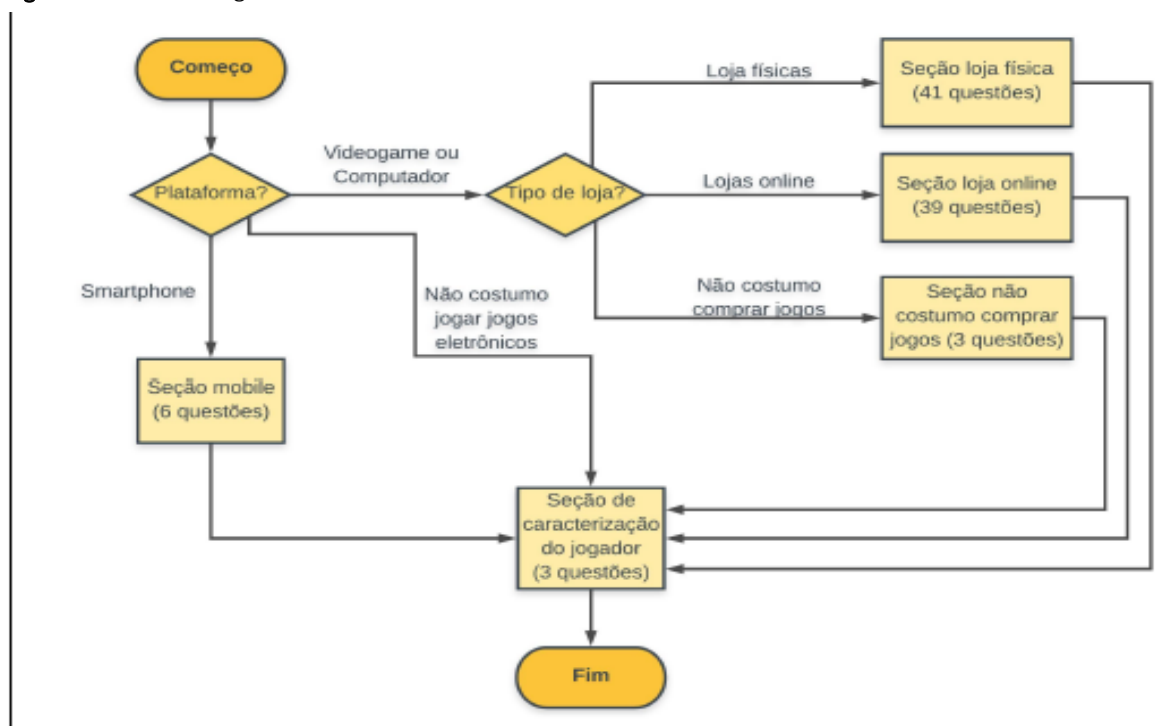 Começo
Loja físicas
Seção loja física
(41 questões)
Videogame ou
Computador
Plataforma?
Tipo de loja?
Lojas online
Seção loja online
(39 questões)
Smartphone
Não costumo
jogar jogos
eletrônicos
Não costumo
comprar jogos
Seção não
costumo comprar
jogos (3 questões)
Seção mobile
(6 questões)
Seção de
caracterização
do jogador
(3 questões)
Fim